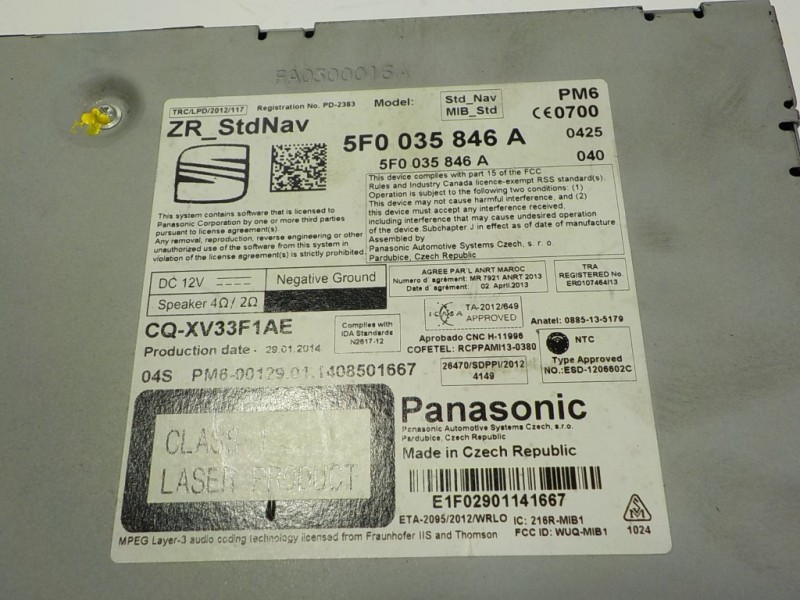 FA0300016A
TRC/LPD/2012/117
Registration No. PD-2383
Model:
Std_Nav
MIB_Std
PM6
CE0700
ZR_StdNav
5F0 035 846 A
0425
5F0 035 846 A
040
This device complies with part 15 of the FCC
Rules and Industry Canada licence-exempt RSS standard(s).
Operation is subject to the following two conditions: (1)
This device may not cause harmful interference, and (2)
this device must accept any interference received,
including interference that may cause undesired operation
of the device.Subchapter J in effect as of date of manufacture
Assembled by
Panasonic Automotive Systems Czech, s. r. o.
Pardubice, Czech Republic.
This system contains software that is licensed to
Panasonic Corporation by one or more third parties
pursuant to license agreement(s).
Any removal, reproduction, reverse engineering or other
unauthorized use of the software from this system in
violation of the license agreement(s) is strictly prohibited.
DC 12V
Negative Ground
Speaker 4Ω/ 2Ω
AGREE PAR L ANRT MAROC
Numero d´agrément: MR 7921 ANRT 2013
Date d´agrément: 02. April.2013
TRA
REGISTERED No.
ER0107464/13
ICASA
TA-2012/649
APPROVED
Anatel: 0885-13-5179
CQ-XV33F1AE
Complies with
IDA Standards
N2617-12
Aprobado CNC H-11996
COFETEL: RCPPAMI13-0380
NTC
Production date - 29.01.2014
Type Approved
NO.:ESD-1206602C
26470/SDPPI/2012
4149
04S PM6-00129.01.1408501667
Panasonic
Panasonic Automotive Systems Czech, s.r.o.
Pardubice, Czech Republic
Made in Czech Republic
CLASS
LASER PRODUCT
E1F02901141667
ETA-2095/2012/WRLO
IC: 216R-MIB1
FCC ID: WUQ-MIB1
1024
MPEG Layer-3 audio coding technology licensed from Fraunhofer IIS and Thomson